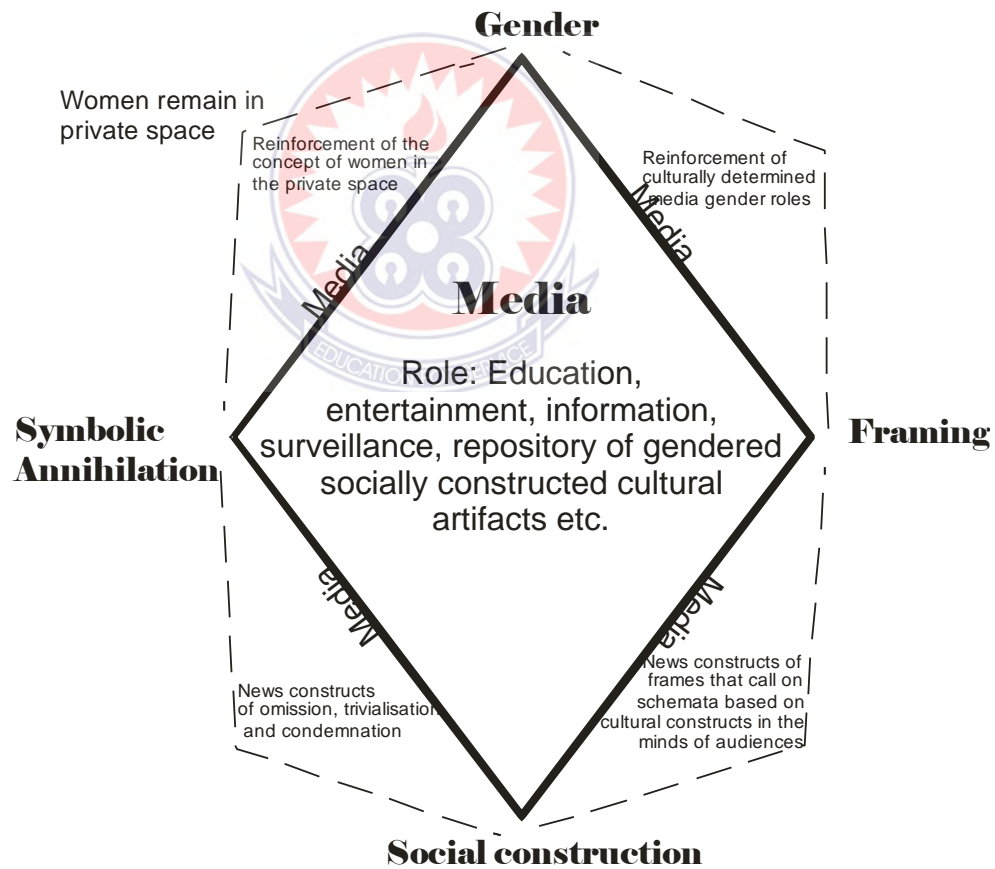 Gender
Women remain in
private space
Reinforcement of the
concept of women in
the private space
Reinforcement of
culturally determined
media gender roles
Media
Media
Media
Role: Education,
entertainment, information,
surveillance, repository of gendered
socially constructed cultural
artifacts etc.
EDUCATION FOR SERVICE
Symbolic
Annihilation
Framing
Media
Media
News constructs
of omission, trivialisation
and condemnation
News constructs of
frames that call on
schemata based on
cultural constructs in the
minds of audiences
Social construction